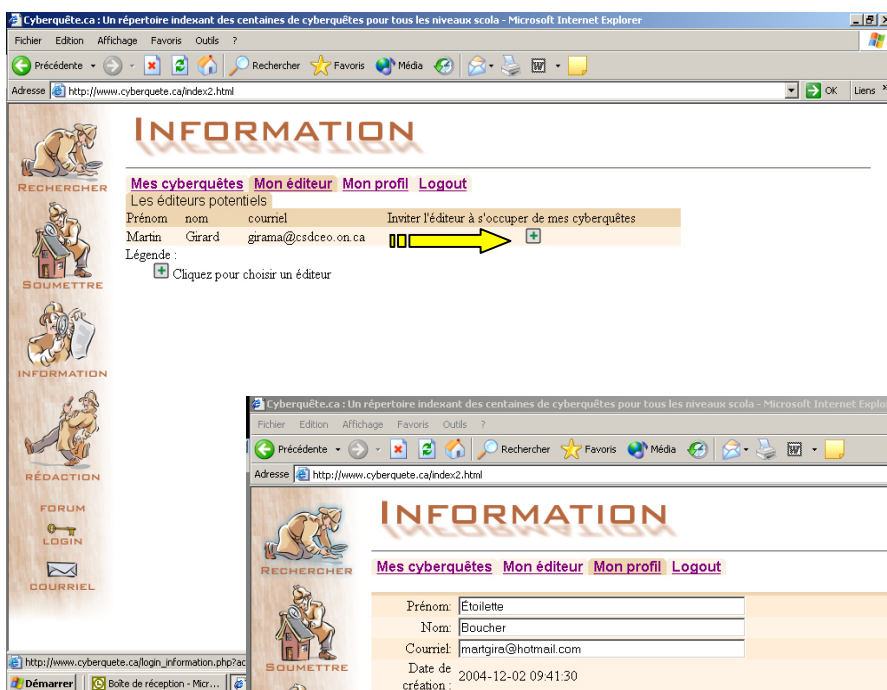 Cyberquête.ca : Un répertoire indexant des centaines de cyberquêtes pour tous les niveaux scola - Microsoft Internet Explorer
Fichier Edition Affichage Favoris Outils ?
Précédente Rechercher Favoris Média
Adresse http://www.cyberquete.ca/index2.html OK Liens »
INFORMATION
RECHERCHER
SOUMETTRE
INFORMATION
RÉDACTION
FORUM
LOGIN
COURRIEL
Mes cyberquêtes Mon éditeur Mon profil Logout
Les éditeurs potentiels
Prénom nom courriel Inviter l'éditeur à s'occuper de mes cyberquêtes
Martin Girard girama@csdceo.on.ca
Légende :
Cliquez pour choisir un éditeur
http://www.cyberquete.ca/login_information.php?ac
Démarrer Boîte de réception - Micr...
Cyberquête.ca : Un répertoire indexant des centaines de cyberquêtes pour tous les niveaux scola - Microsoft Internet Explo
Fichier Edition Affichage Favoris Outils ?
Précédente Rechercher Favoris Média
Adresse http://www.cyberquete.ca/index2.html
INFORMATION
RECHERCHER
SOUMETTRE
Mes cyberquêtes Mon éditeur Mon profil Logout
Prénom: Étoilette
Nom: Boucher
Courriel: martgira@hotmail.com
Date de
création : 2004-12-02 09:41:30